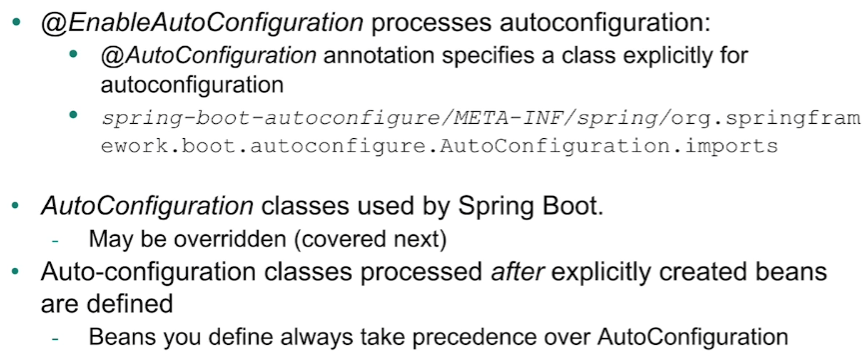 • @EnableAutoConfiguration processes autoconfiguration:
• @AutoConfiguration annotation specifies a class explicitly for
autoconfiguration
• spring-boot-autoconfigure/META-INF/spring/org.springfram
ework.boot.autoconfigure.AutoConfiguration.imports
• AutoConfiguration classes used by Spring Boot.
- May be overridden (covered next)
• Auto-configuration classes processed after explicitly created beans
are defined
- Beans you define always take precedence over AutoConfiguration